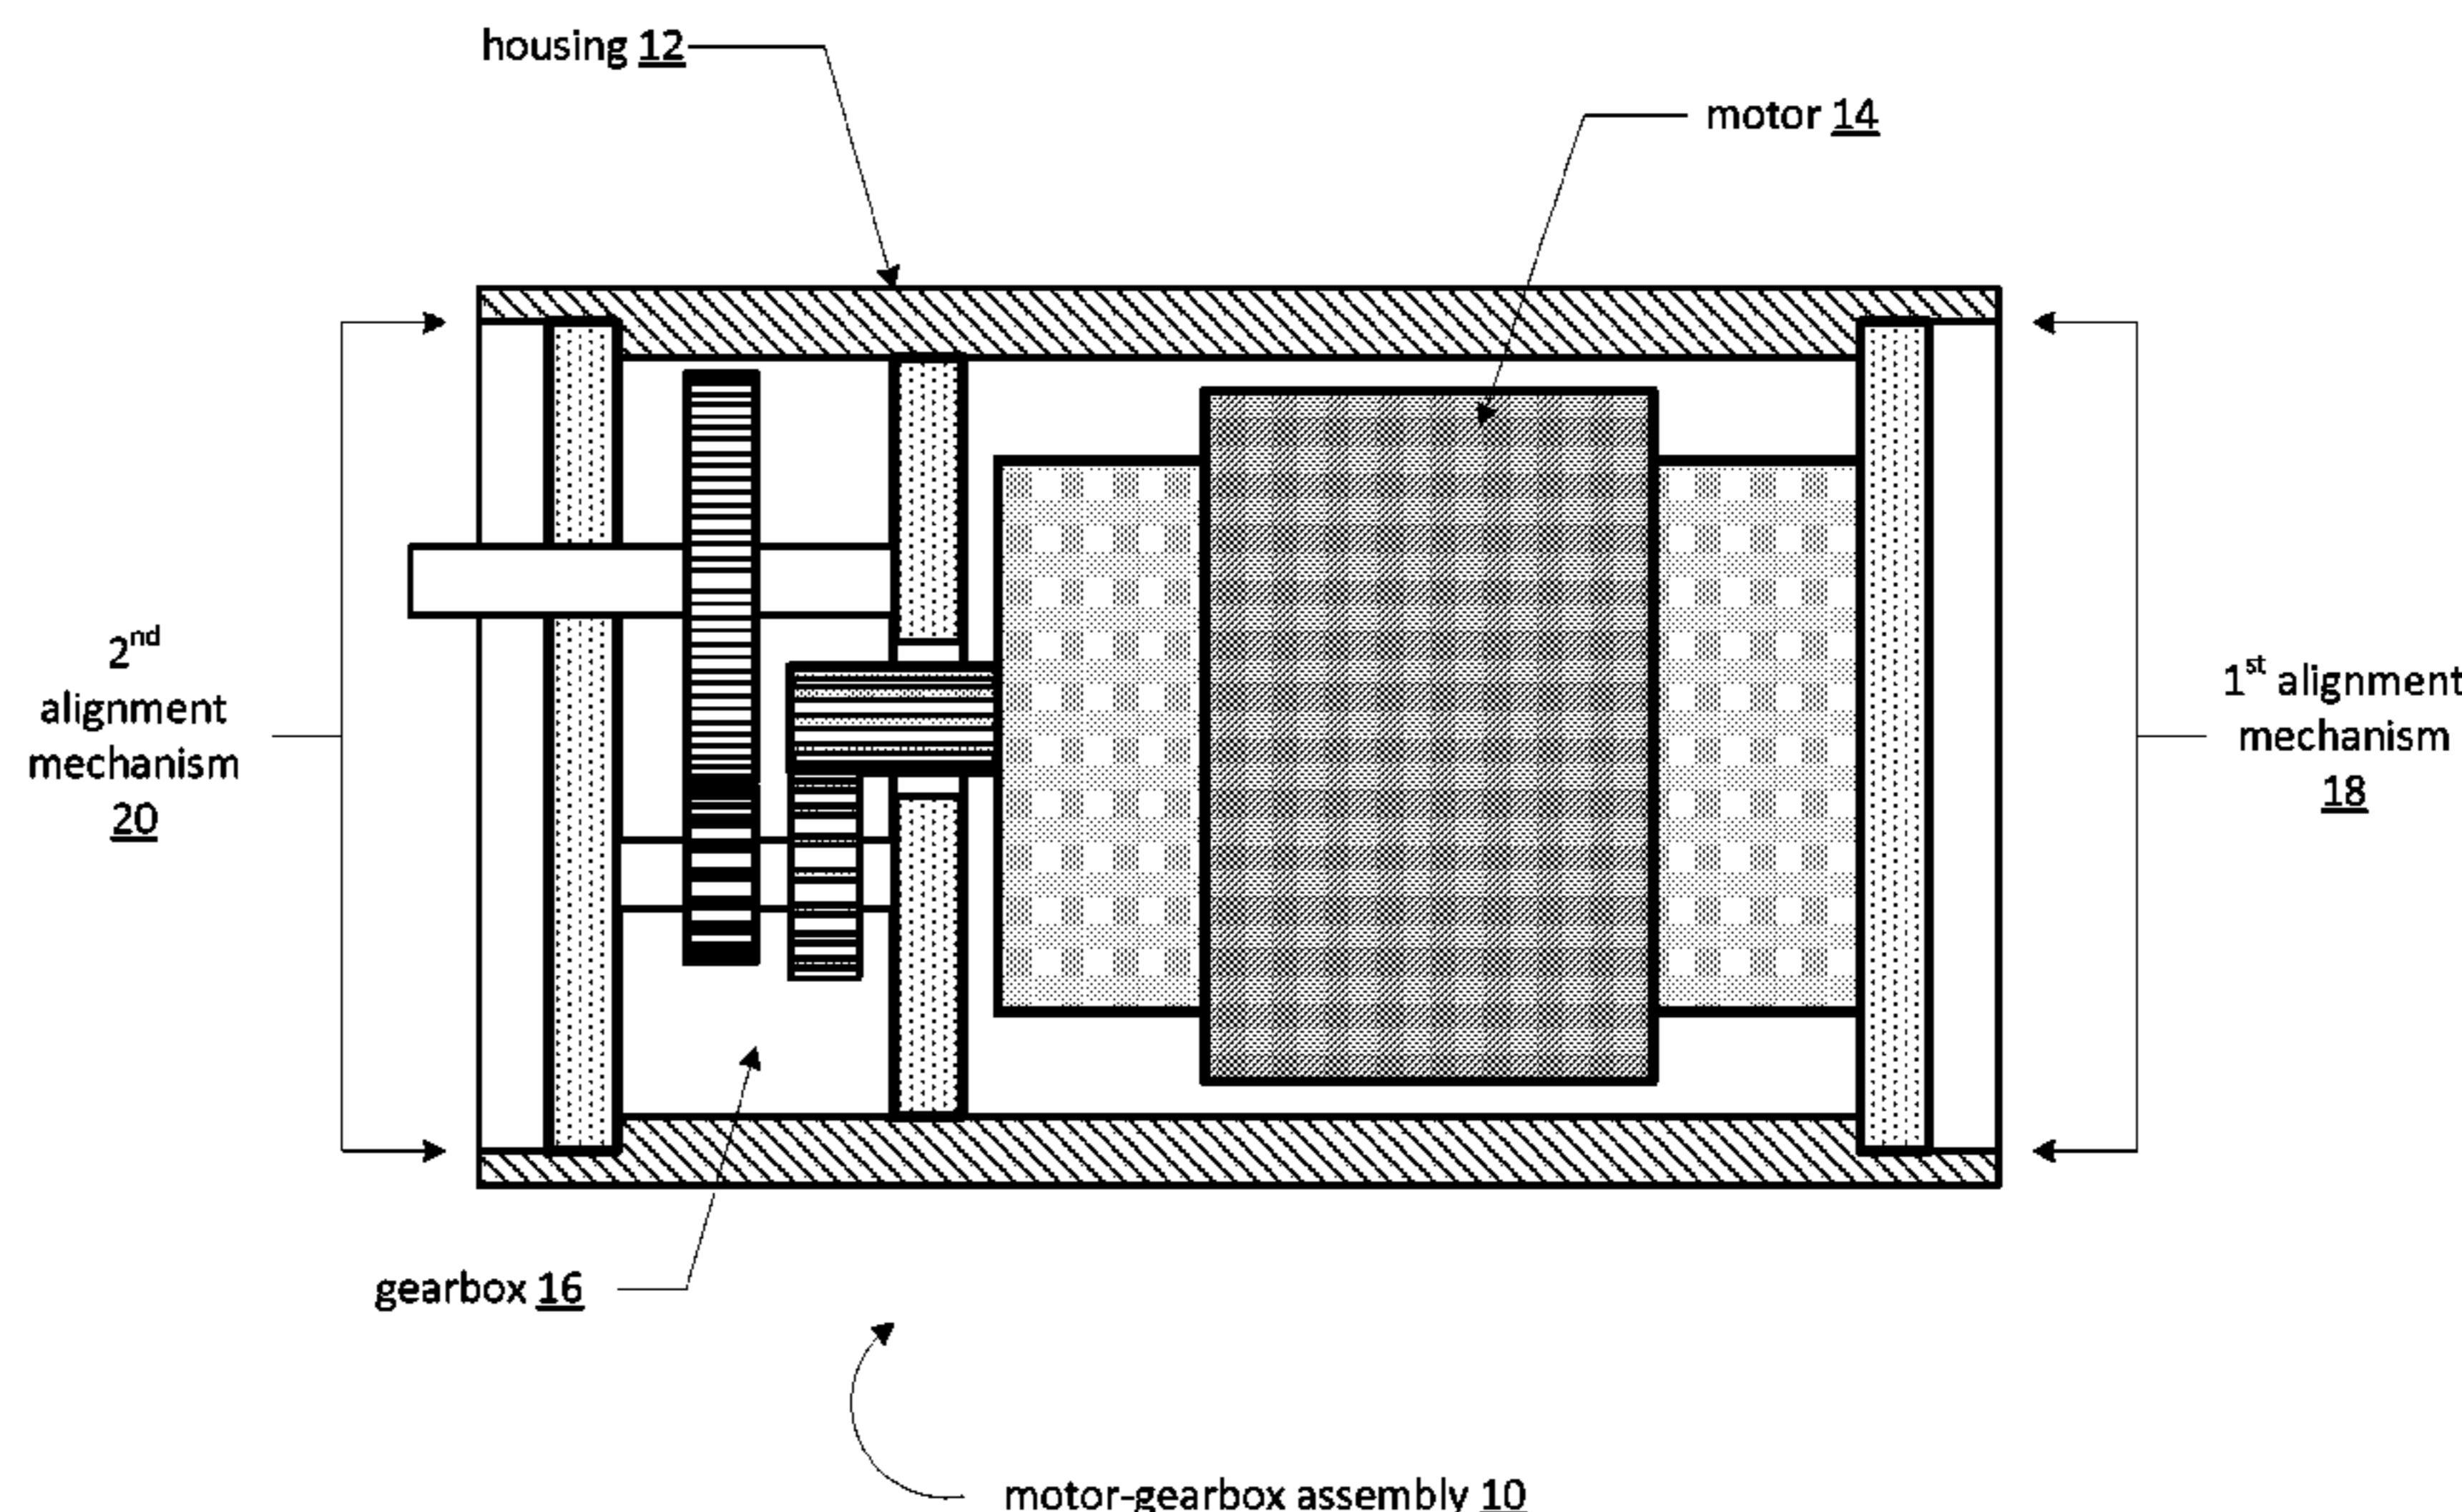 housing 12
motor 14
2nd
alignment
mechanism
20
1st alignment
mechanism
18
gearbox 16
motor-gearbox assembly 10